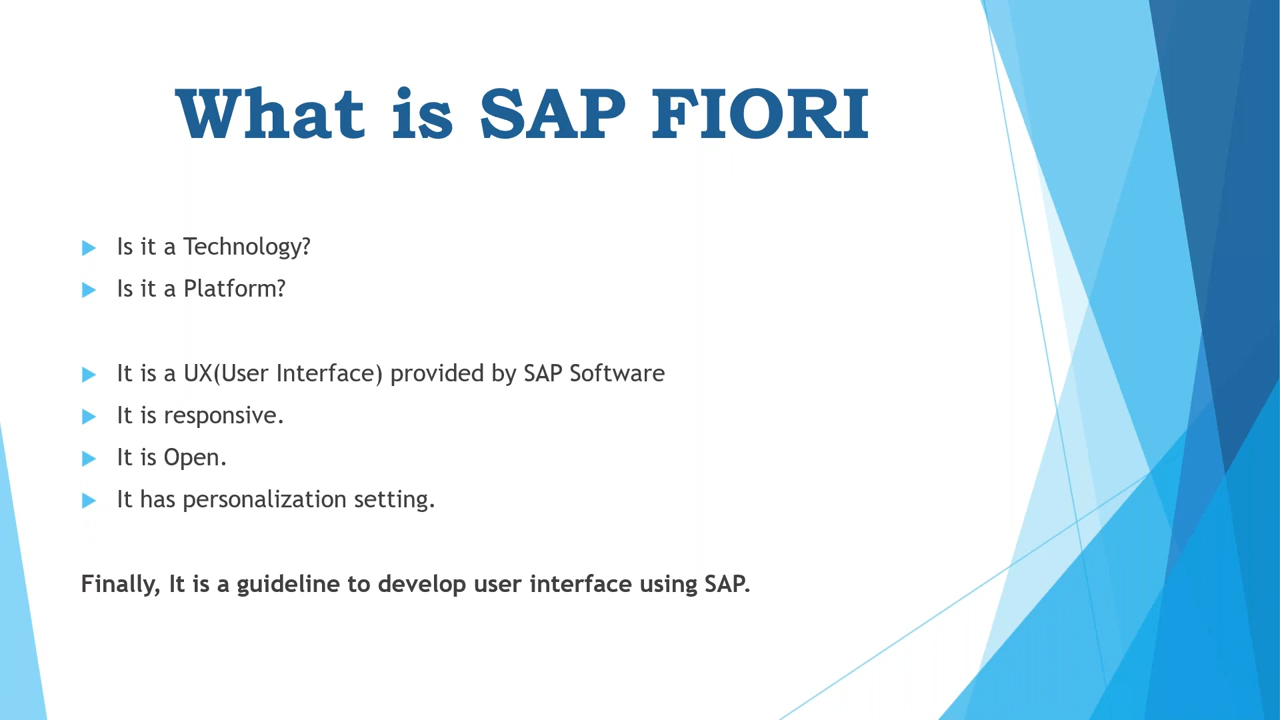 What is SAP FIORI
Is it a Technology?
Is it a Platform?
It is a UX(User Interface) provided by SAP Software
It is responsive.
It is Open.
It has personalization setting.
Finally, It is a guideline to develop user interface using SAP.